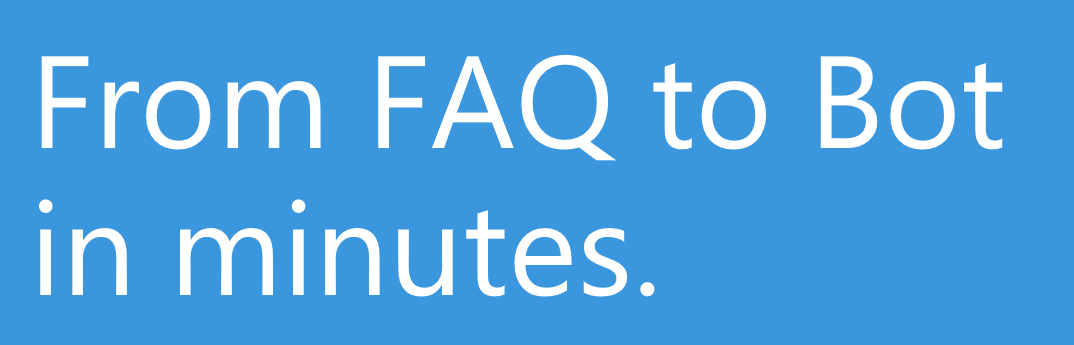 From FAQ to Bot
in minutes.